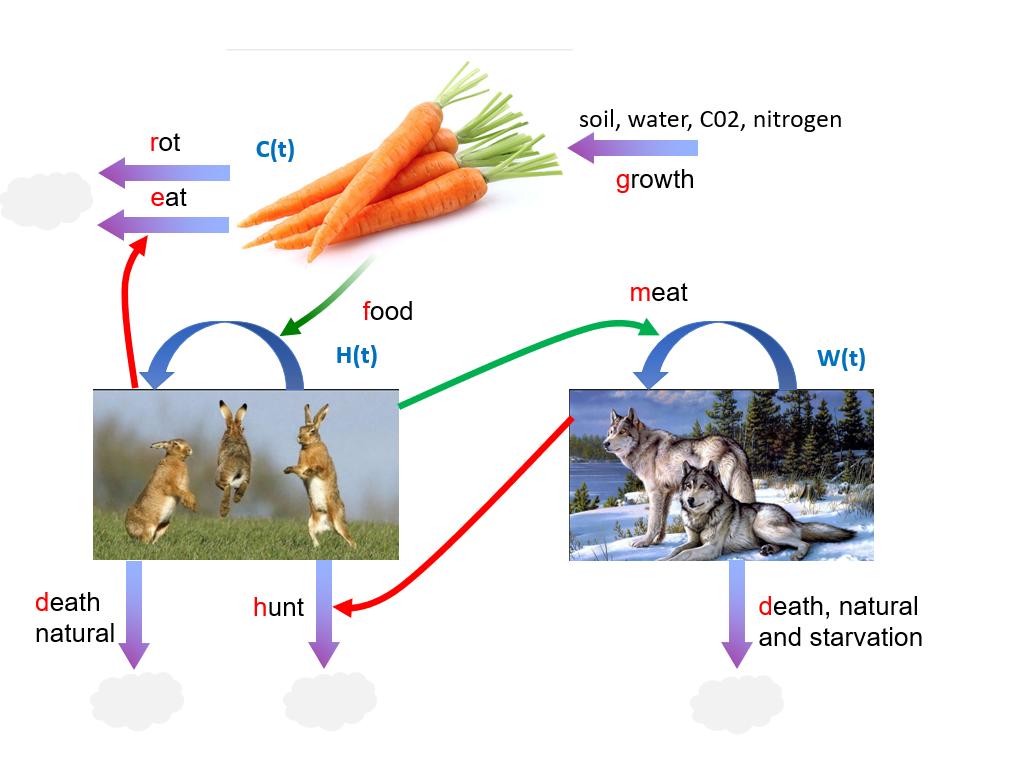 soil, water, C02, nitrogen
rot
C(t)
growth
eat
meat
food
H(t)
W(t)
death
natural
hunt
death, natural
and starvation